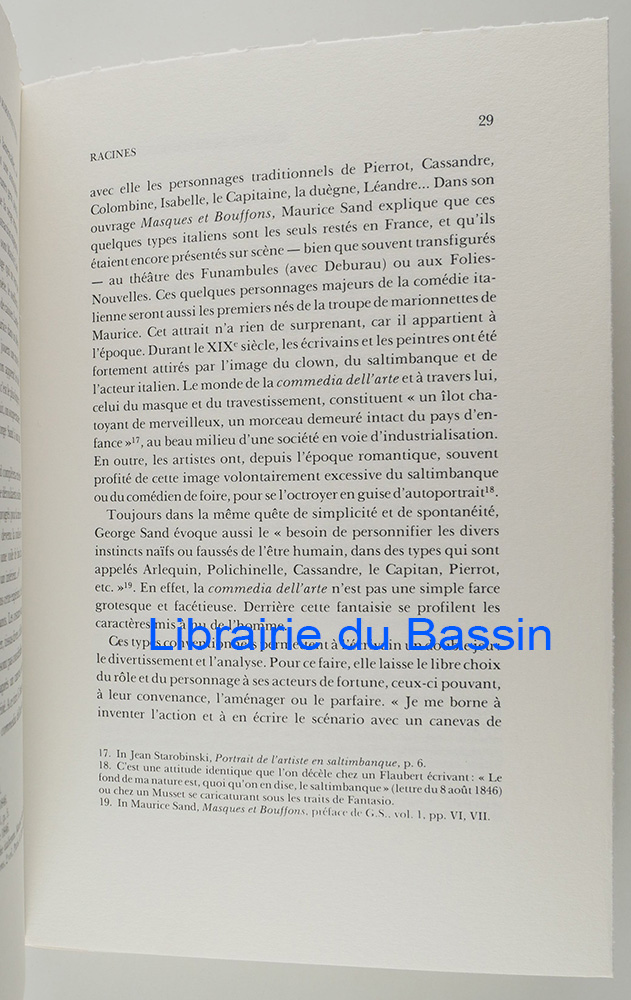 RACINES
29
avec elle les personnages traditionnels de Pierrot, Cassandre,
Colombine, Isabelle, le Capitaine, la duègne, Léandre... Dans son
ouvrage Masques et Bouffons, Maurice Sand explique que ces
quelques types italiens sont les seuls restés en France, et qu'ils
étaient encore présentés sur scène — bien que souvent transfigurés
— au théâtre des Funambules (avec Deburau) ou aux Folies-
Nouvelles. Ces quelques personnages majeurs de la comédie ita-
lienne seront aussi les premiers nés de la troupe de marionnettes de
Maurice. Cet attrait n'a rien de surprenant, car il appartient à
l'époque. Durant le XIXe siècle, les écrivains et les peintres ont été
fortement attirés par l'image du clown, du saltimbanque et de
l'acteur italien. Le monde de la commedia dell'arte et à travers lui,
celui du masque et du travestissement, constituent « un îlot cha-
toyant de merveilleux, un morceau demeuré intact du pays d'en-
fance »17, au beau milieu d'une société en voie d'industrialisation.
En outre, les artistes ont, depuis l'époque romantique, souvent
profité de cette image volontairement excessive du saltimbanque
ou du comédien de foire, pour se l'octroyer en guise d'autoportrait18.
Toujours dans la même quête de simplicité et de spontanéité,
George Sand évoque aussi le « besoin de personnifier les divers
instincts naïfs ou faussés de l'être humain, dans des types qui sont
appelés Arlequin, Polichinelle, Cassandre, le Capitan, Pierrot,
etc. »19. En effet, la commedia dell'arte n'est pas une simple farce
grotesque et facétieuse. Derrière cette fantaisie se profilent les
caractères mis à nu de l'homme.
Librairie du Bassin
Ces types conventionnels permettent à l'écrivain un double jeu:
le divertissement et l'analyse. Pour ce faire, elle laisse le libre choix
du rôle et du personnage à ses acteurs de fortune, ceux-ci pouvant,
à leur convenance, l'aménager ou le parfaire. « Je me borne à
inventer l'action et à en écrire le scénario avec un canevas de
17. In Jean Starobinski, Portrait de l'artiste en saltimbanque, p. 6.
18. C'est une attitude identique que l'on décèle chez un Flaubert écrivant : « Le
fond de ma nature est, quoi qu'on en dise, le saltimbanque » (lettre du 8 août 1846)
ou chez un Musset se caricaturant sous les traits de Fantasio.
19. In Maurice Sand, Masques et Bouffons, préface de G.S., vol. 1, pp. VI, VII.